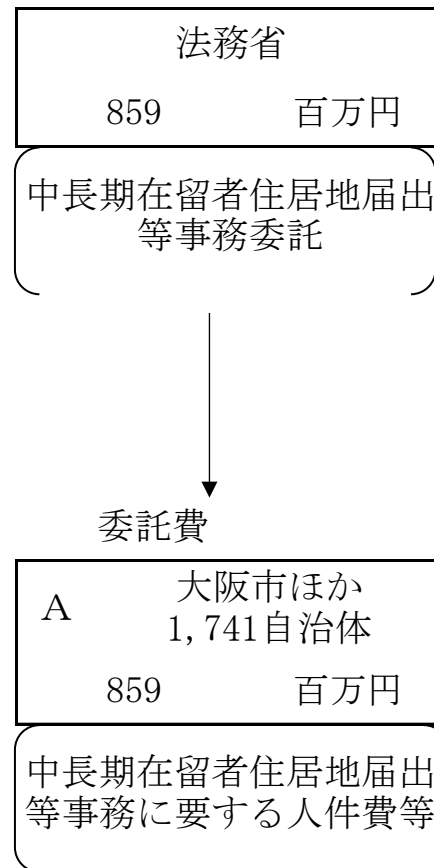 法務省
859 百万円
中長期在留者住居地届出
等事務委託
委託費
A 大阪市ほか
1,741自治体
859 百万円
中長期在留者住居地届出
等事務に要する人件費等